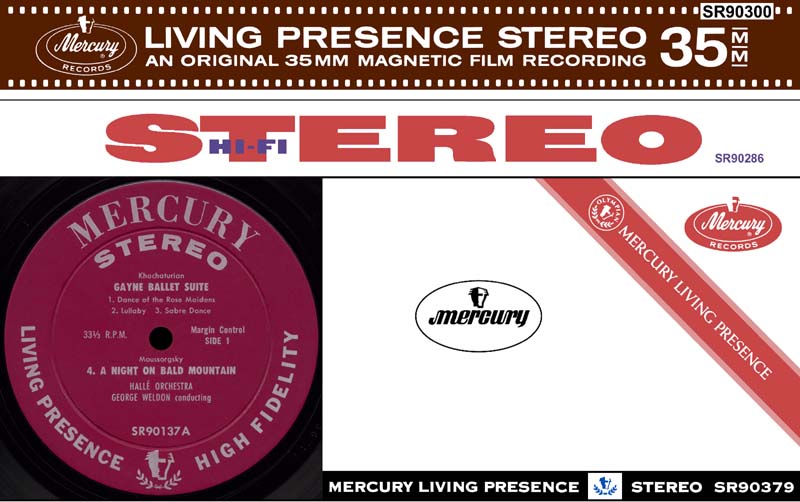 SR90300
Mercury
RECORDS
LIVING PRESENCE STEREO
AN ORIGINAL 35MM MAGNETIC FILM RECORDING
35MM
STEREO
HI-FI
SR90286
MERCURY
STEREO
Khachaturian
GAYNE BALLET SUITE
1. Dance of the Rose Maidens
2. Lullaby 3. Sabre Dance
33⅓ R.P.M.
Margin Control
SIDE 1
Moussorgsky
4. A NIGHT ON BALD MOUNTAIN
HALLÉ ORCHESTRA
GEORGE WELDON conducting
SR90137A
LIVING PRESENCE
HIGH FIDELITY
mercury
OLYMPIAN
MERCURY LIVING PRESENCE
Mercury
RECORDS
MERCURY LIVING PRESENCE STEREO SR90379